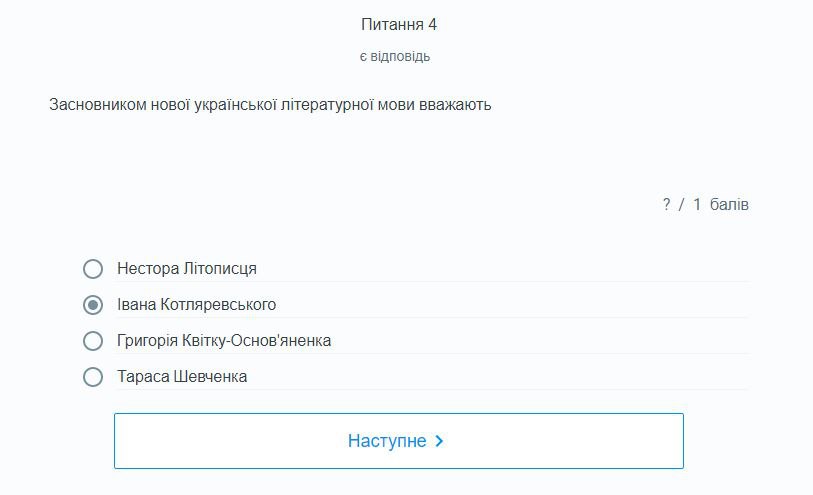 Питання 4
є відповідь
Засновником нової української літературної мови вважають
? / 1 балів
Нестора Літописця
Івана Котляревського
Григорія Квітку-Основ'яненка
Тараса Шевченка
Наступне